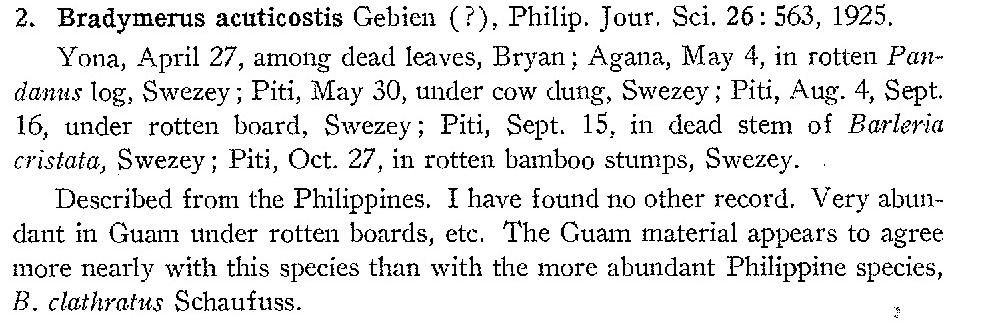 2. Bradymerus acuticostis Gebien (?), Philip. Jour. Sci. 26: 563, 1925.
Yona, April 27, among dead leaves, Bryan; Agana, May 4, in rotten Pan-
danus log, Swezey; Piti, May 30, under cow dung, Swezey; Piti, Aug. 4, Sept.
16, under rotten board, Swezey; Piti, Sept. 15, in dead stem of Barleria
cristata, Swezey; Piti, Oct. 27, in rotten bamboo stumps, Swezey.
Described from the Philippines. I have found no other record. Very abun-
dant in Guam under rotten boards, etc. The Guam material appears to agree
more nearly with this species than with the more abundant Philippine species,
B. clathratus Schaufuss.